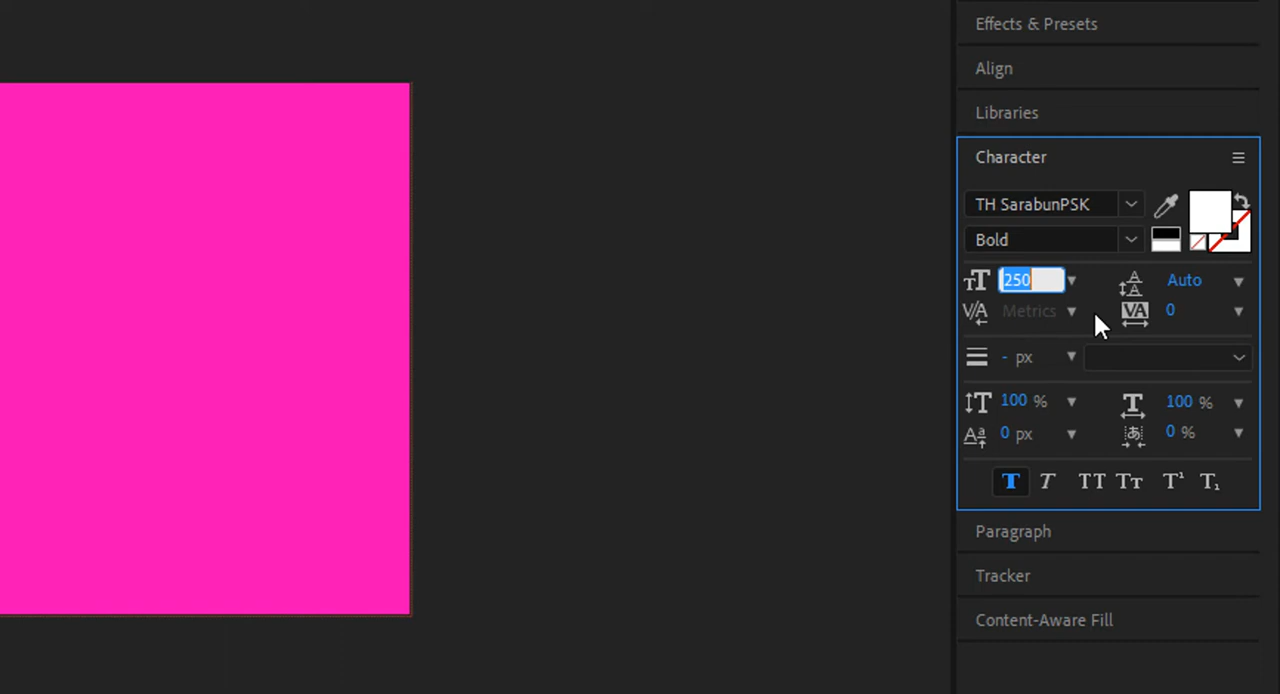 Effects & Presets
Align
Libraries
Character
TH SarabunPSK
Bold
250 Auto
Metrics 0
- px
100 % 100 %
0 px 0 %
T T TT Tт T¹ T₁
Paragraph
Tracker
Content-Aware Fill